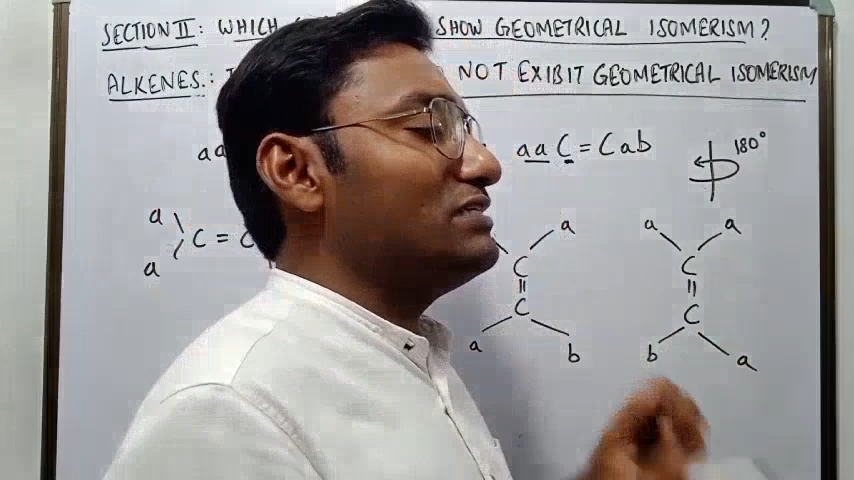 SECTION II: WHICH SHOW GEOMETRICAL ISOMERISM?
ALKENES.: NOT EXIBIT GEOMETRICAL ISOMERISM
aa aa C = C ab 180°
a a a a
C = C C C
a || ||
C C
a b b a